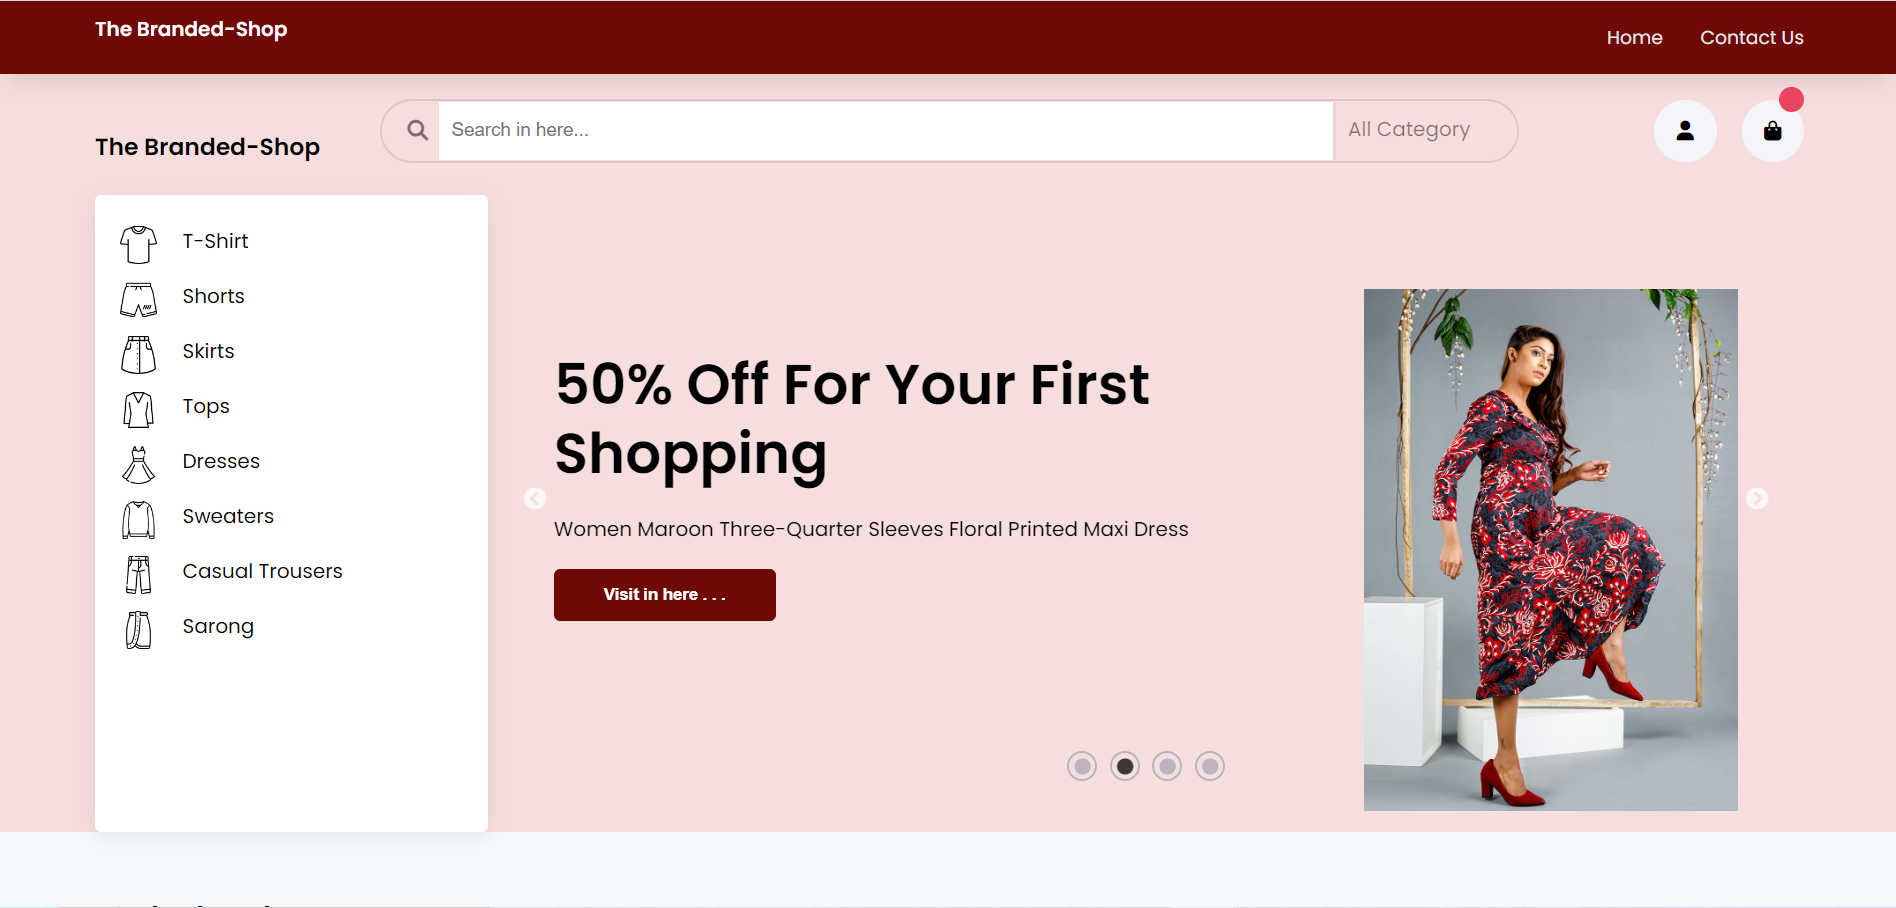 The Branded-Shop
Home
Contact Us
The Branded-Shop
Search in here...
All Category
T-Shirt
Shorts
Skirts
Tops
Dresses
Sweaters
Casual Trousers
Sarong
50% Off For Your First
Shopping
Women Maroon Three-Quarter Sleeves Floral Printed Maxi Dress
Visit in here . . .